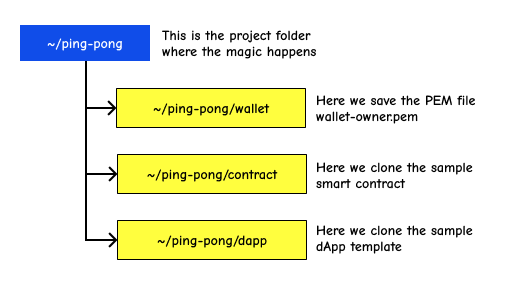 ~/ping-pong
This is the project folder
where the magic happens
~/ping-pong/wallet
Here we save the PEM file
wallet-owner.pem
~/ping-pong/contract
Here we clone the sample
smart contract
~/ping-pong/dapp
Here we clone the sample
dApp template